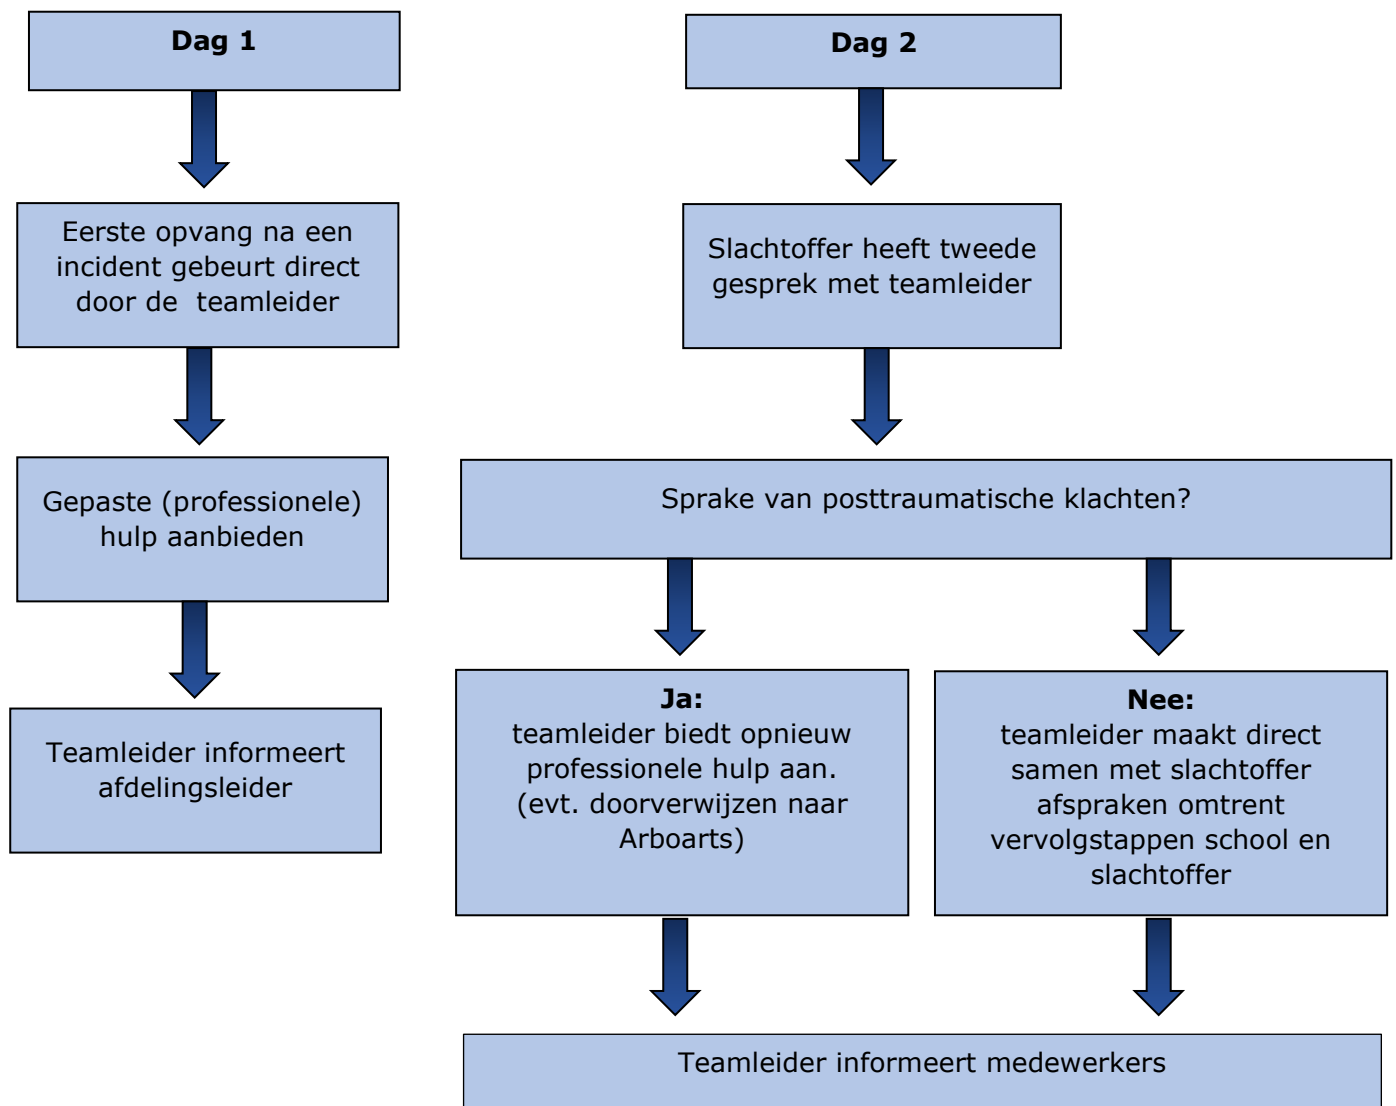 Dag 1
Eerste opvang na een
incident gebeurt direct
door de  teamleider
Gepaste (professionele)
hulp aanbieden
Teamleider informeert
afdelingsleider
Dag 2
Slachtoffer heeft tweede
gesprek met teamleider
Sprake van posttraumatische klachten?
Ja:
teamleider biedt opnieuw
professionele hulp aan.
(evt. doorverwijzen naar
Arboarts)
Nee:
teamleider maakt direct
samen met slachtoffer
afspraken omtrent
vervolgstappen school en
slachtoffer
Teamleider informeert medewerkers